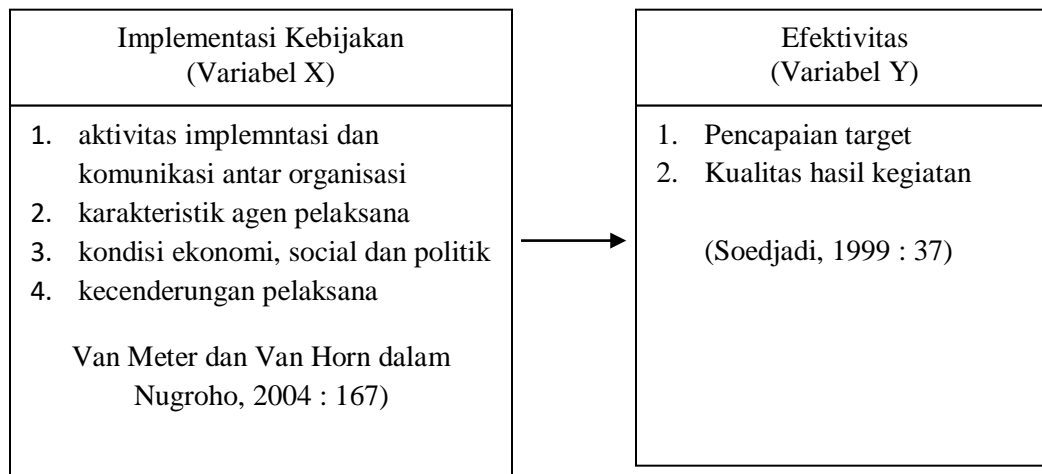 Implementasi Kebijakan
(Variabel X)
1. aktivitas implemntasi dan
komunikasi antar organisasi
2. karakteristik agen pelaksana
3. kondisi ekonomi, social dan politik
4. kecenderungan pelaksana
Van Meter dan Van Horn dalam
Nugroho, 2004 : 167)
Efektivitas
(Variabel Y)
1. Pencapaian target
2. Kualitas hasil kegiatan
(Soedjadi, 1999 : 37)